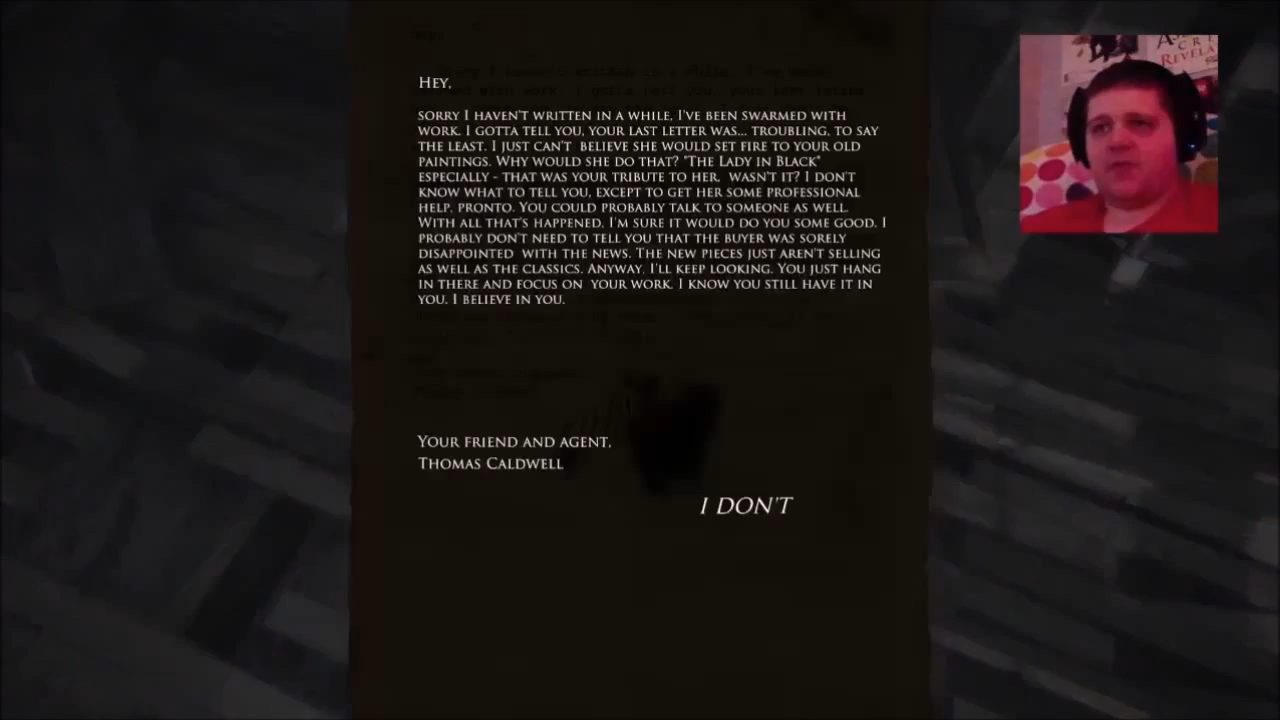 HEY,
SORRY I HAVEN'T WRITTEN IN A WHILE, I'VE BEEN SWARMED WITH
WORK. I GOTTA TELL YOU, YOUR LAST LETTER WAS... TROUBLING, TO SAY
THE LEAST. I JUST CAN'T BELIEVE SHE WOULD SET FIRE TO YOUR OLD
PAINTINGS. WHY WOULD SHE DO THAT? "THE LADY IN BLACK"
ESPECIALLY - THAT WAS YOUR TRIBUTE TO HER, WASN'T IT? I DON'T
KNOW WHAT TO TELL YOU, EXCEPT TO GET HER SOME PROFESSIONAL
HELP, PRONTO. YOU COULD PROBABLY TALK TO SOMEONE AS WELL.
WITH ALL THAT'S HAPPENED, I'M SURE IT WOULD DO YOU SOME GOOD. I
PROBABLY DON'T NEED TO TELL YOU THAT THE BUYER WAS SORELY
DISAPPOINTED WITH THE NEWS. THE NEW PIECES JUST AREN'T SELLING
AS WELL AS THE CLASSICS. ANYWAY, I'LL KEEP LOOKING. YOU JUST HANG
IN THERE AND FOCUS ON YOUR WORK. I KNOW YOU STILL HAVE IT IN
YOU. I BELIEVE IN YOU.
YOUR FRIEND AND AGENT,
THOMAS CALDWELL
I DON'T